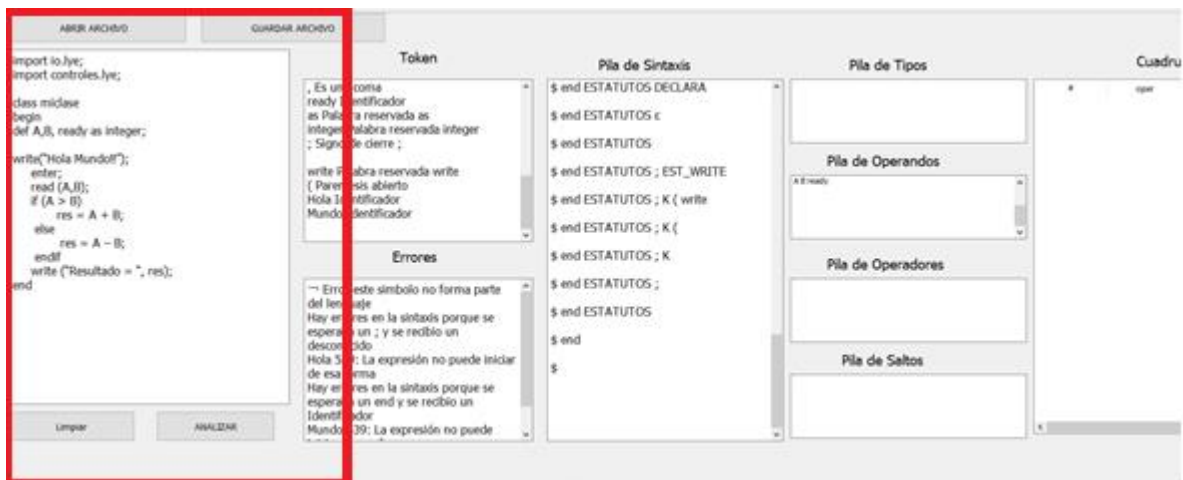 ABRIR ARCHIVO
GUARDAR ARCHIVO
import io.lye;
import controles.lye;
class miclase
begin
def A,B, ready as integer;
write("Hola Mundo!!");
enter;
read (A,B);
if (A > B)
res = A + B;
else
res = A – B;
endif
write ("Resultado = ", res);
end
Limpiar
ANALIZAR
Token
, Es una coma
ready Identificador
as Palabra reservada as
integer Palabra reservada integer
; Signo de cierre ;
write Palabra reservada write
( Parentesis abierto
Hola Identificador
Mundo Identificador
Errores
Error este simbolo no forma parte
del lenguaje
Hay errores en la sintaxis porque se
esperaba un ; y se recibio un
desconocido
Hola La expresión no puede iniciar
de esa forma
Hay errores en la sintaxis porque se
esperaba un end y se recibio un
Identificador
Mundo 539: La expresión no puede
Pila de Sintaxis
$ end ESTATUTOS DECLARA
$ end ESTATUTOS ε
$ end ESTATUTOS
$ end ESTATUTOS ; EST_WRITE
$ end ESTATUTOS ; K ( write
$ end ESTATUTOS ; K (
$ end ESTATUTOS ; K
$ end ESTATUTOS ;
$ end ESTATUTOS
$ end
$
Pila de Tipos
Pila de Operandos
A B ready
Pila de Operadores
Pila de Saltos
Cuadru
#
oper